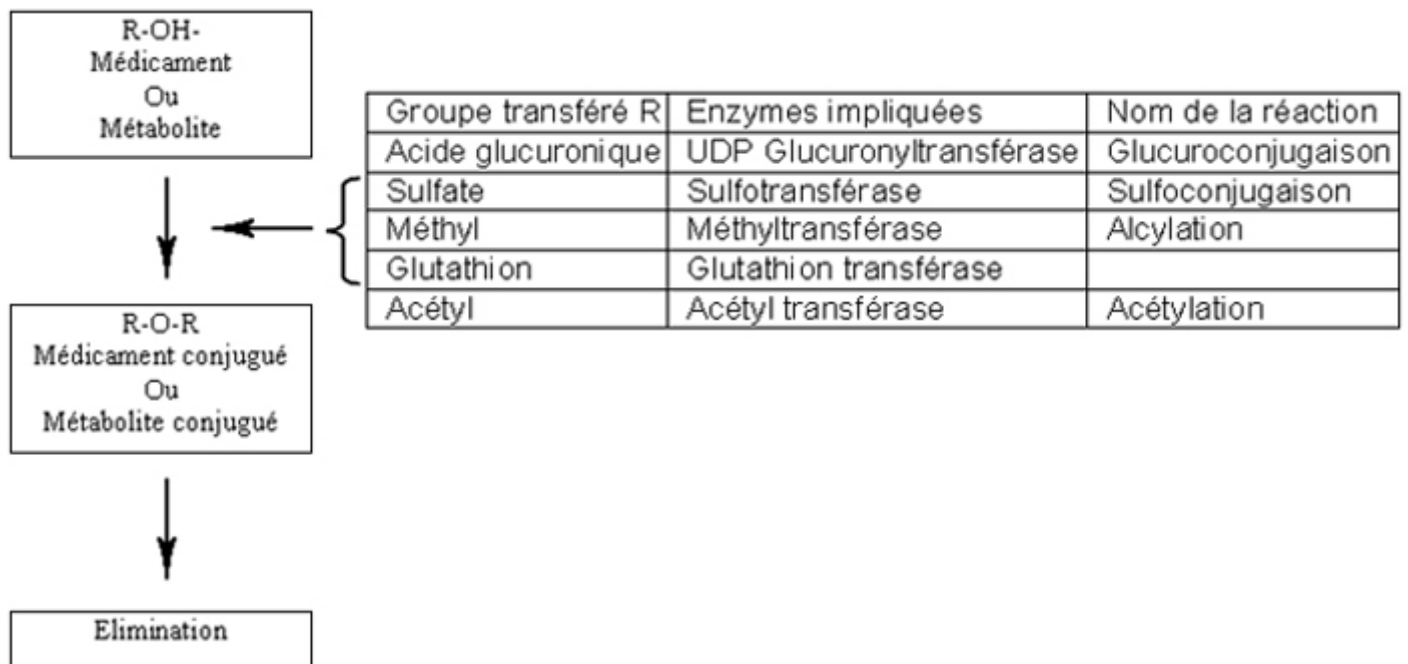 R-OH-
Médicament
Ou
Métabolite
Groupe transféré R Enzymes impliquées Nom de la réaction
Acide glucuronique UDP Glucuronyltransférase Glucuroconjugaison
Sulfate Sulfotransférase Sulfoconjugaison
Méthyl Méthyltransférase Alcylation
Glutathion Glutathion transférase
Acétyl Acétyl transférase Acétylation
R-O-R
Médicament conjugué
Ou
Métabolite conjugué
Elimination